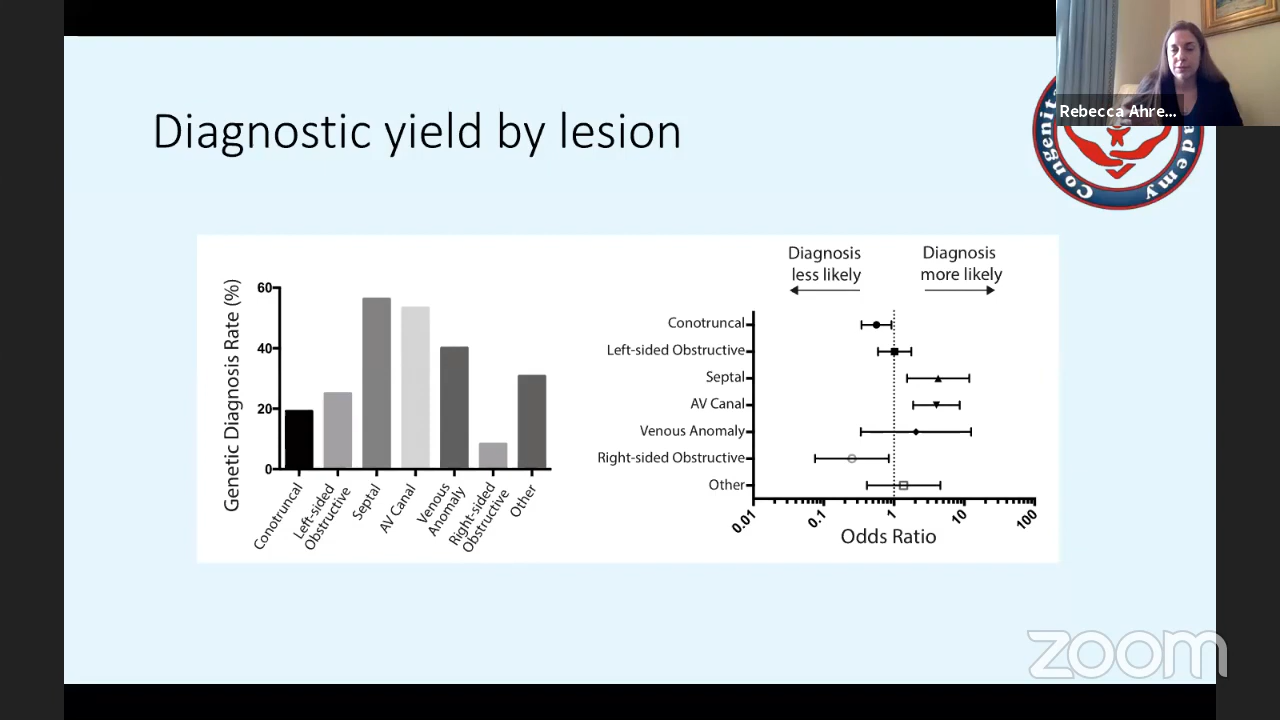 Rebecca Ahre...
Congenit
ademy
Diagnostic yield by lesion
Genetic Diagnosis Rate (%)
60
40
20
0
Conotruncal
Left-sided
Obstructive
Septal
AV Canal
Venous
Anomaly
Right-sided
Obstructive
Other
Diagnosis
less likely
Diagnosis
more likely
Conotruncal
Left-sided Obstructive
Septal
AV Canal
Venous Anomaly
Right-sided Obstructive
Other
0.01
0.1
1
10
100
Odds Ratio
zoom